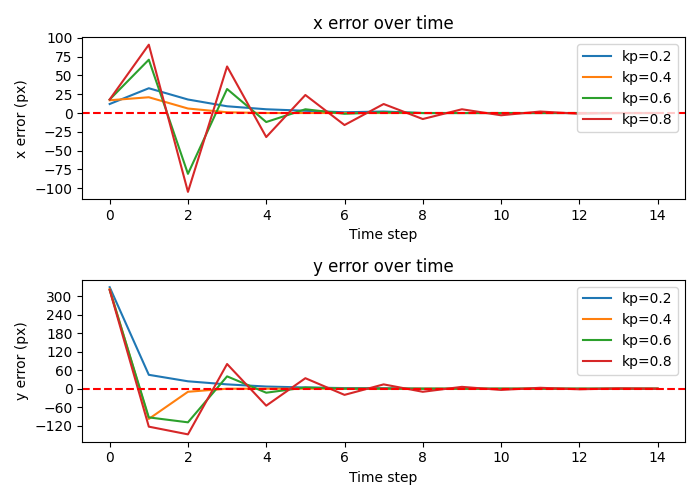 x error over time
100
75
50
25
0
−25
−50
−75
−100
x error (px)
kp=0.2
kp=0.4
kp=0.6
kp=0.8
0 2 4 6 8 10 12 14
Time step
y error over time
300
240
180
120
60
0
−60
−120
y error (px)
kp=0.2
kp=0.4
kp=0.6
kp=0.8
0 2 4 6 8 10 12 14
Time step